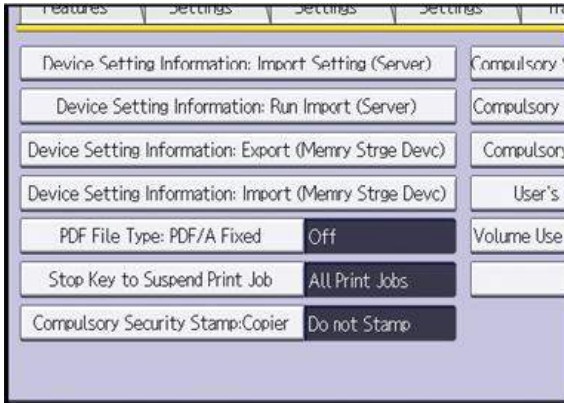 Features Settings Settings Settings
Device Setting Information: Import Setting (Server) Compulsory
Device Setting Information: Run Import (Server) Compulsory
Device Setting Information: Export (Memry Strge Devc) Compulsory
Device Setting Information: Import (Memry Strge Devc) User's
PDF File Type: PDF/A Fixed Off Volume Use
Stop Key to Suspend Print Job All Print Jobs
Compulsory Security Stamp:Copier Do not Stamp